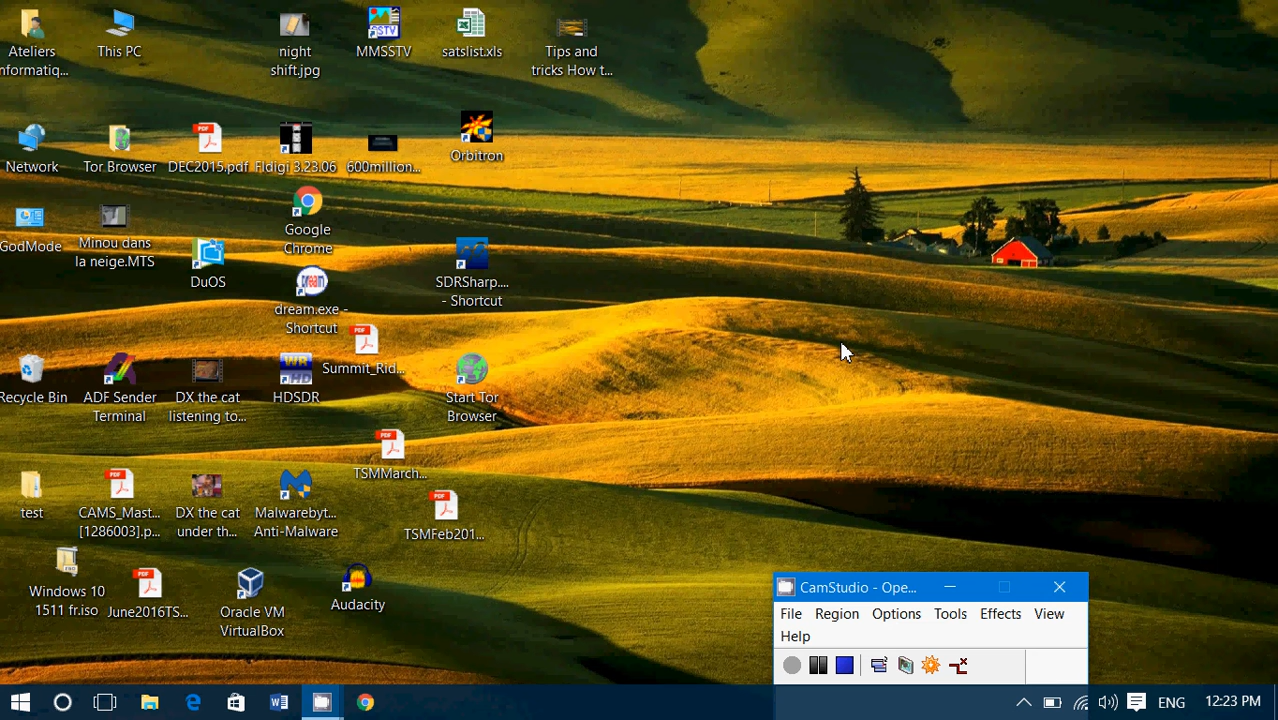 Ateliers
nformatiq...
This PC
night
shift.jpg
MMSSTV
satslist.xls
Tips and
tricks How t...
Network
Tor Browser
DEC2015.pdf
Fldigi 3.23.06
600million...
Orbitron
GodMode
Minou dans
la neige.MTS
DuOS
Google
Chrome
dream.exe -
Shortcut
SDRSharp....
- Shortcut
Summit_Rid...
Recycle Bin
ADF Sender
Terminal
DX the cat
listening to...
HDSDR
Start Tor
Browser
TSMMarch...
test
CAMS_Mast...
[1286003].p...
DX the cat
under th...
Malwarebyt...
Anti-Malware
TSMFeb201...
Windows 10
1511 fr.iso
June2016TS...
Oracle VM
VirtualBox
Audacity
CamStudio - Ope...
File Region Options Tools Effects View
Help
ENG 12:23 PM